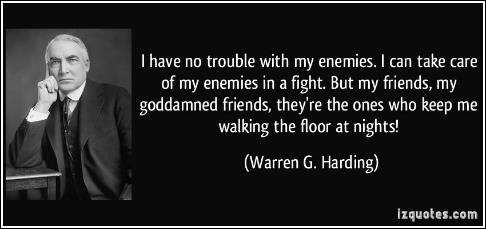 I have no trouble with my enemies. I can take care
of my enemies in a fight. But my friends, my
goddamned friends, they're the ones who keep me
walking the floor at nights!
(Warren G. Harding)
izquotes.com